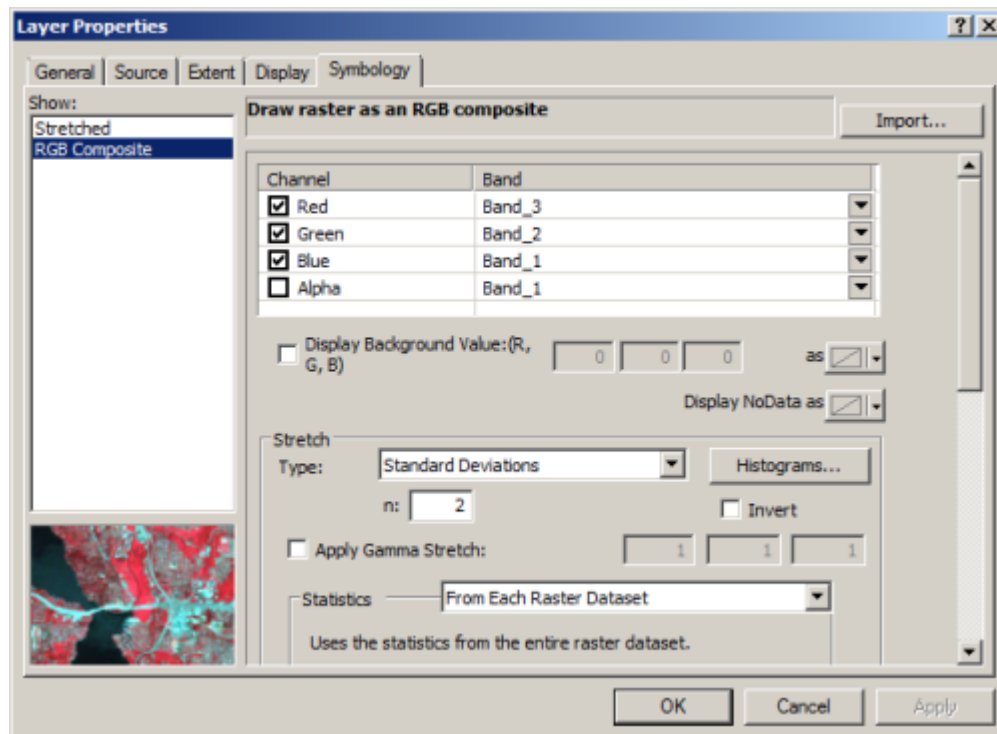 Layer Properties
General Source Extent Display Symbology
Show:
Stretched
RGB Composite
Draw raster as an RGB composite
Import...
Channel Band
Red Band_3
Green Band_2
Blue Band_1
Alpha Band_1
Display Background Value:(R,
G, B) 0 0 0 as
Display NoData as
Stretch
Type: Standard Deviations Histograms...
n: 2 Invert
Apply Gamma Stretch: 1 1 1
Statistics From Each Raster Dataset
Uses the statistics from the entire raster dataset.
OK Cancel Apply